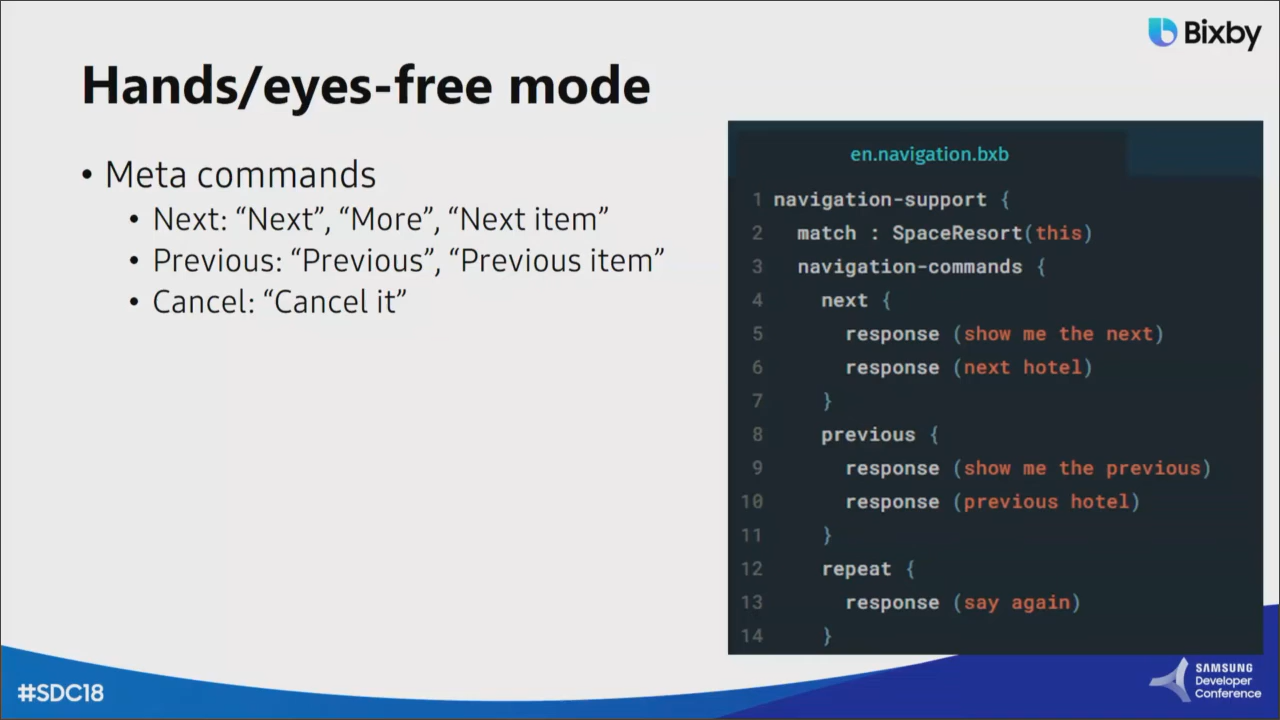 Bixby
Hands/eyes-free mode
• Meta commands
• Next: “Next”, “More”, “Next item”
• Previous: “Previous”, “Previous item”
• Cancel: “Cancel it”
en.navigation.bxb
1 navigation-support {
2 match : SpaceResort(this)
3 navigation-commands {
4 next {
5 response (show me the next)
6 response (next hotel)
7 }
8 previous {
9 response (show me the previous)
10 response (previous hotel)
11 }
12 repeat {
13 response (say again)
14 }
#SDC18
SAMSUNG
Developer
Conference